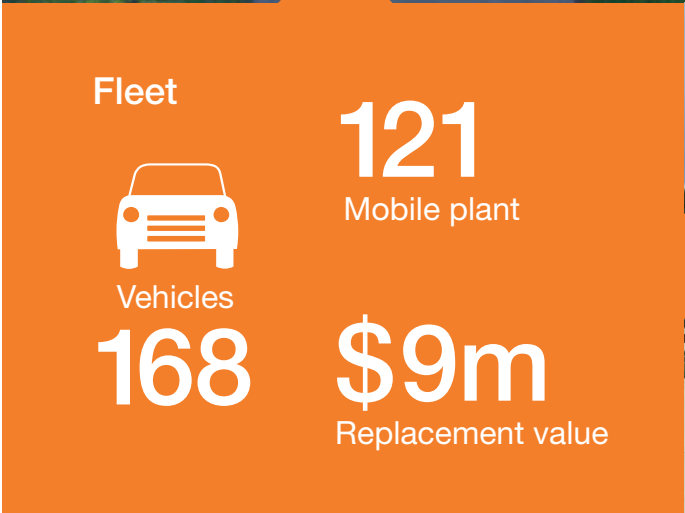 Fleet
Vehicles
168
121
Mobile plant
$9m
Replacement value